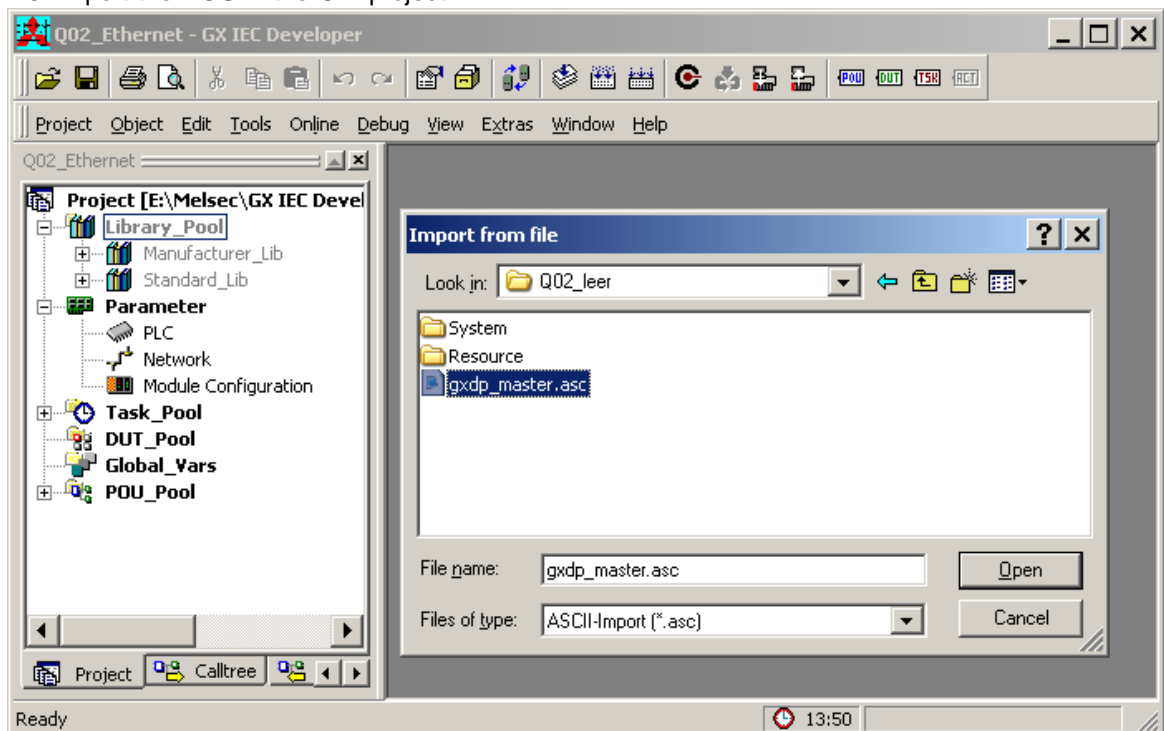 Q02_Ethernet - GX IEC Developer
POU DUT TSK ACT
Project Object Edit Tools Online Debug View Extras Window Help
Q02_Ethernet
Project [E:\Melsec\GX IEC Devel
Library_Pool
Manufacturer_Lib
Standard_Lib
Parameter
PLC
Network
Module Configuration
Task_Pool
DUT_Pool
Global_Vars
POU_Pool
Project Calltree
Import from file
Look in: Q02_leer
System
Resource
gxdp_master.asc
File name: gxdp_master.asc Open
Files of type: ASCII-Import (*.asc) Cancel
Ready 13:50